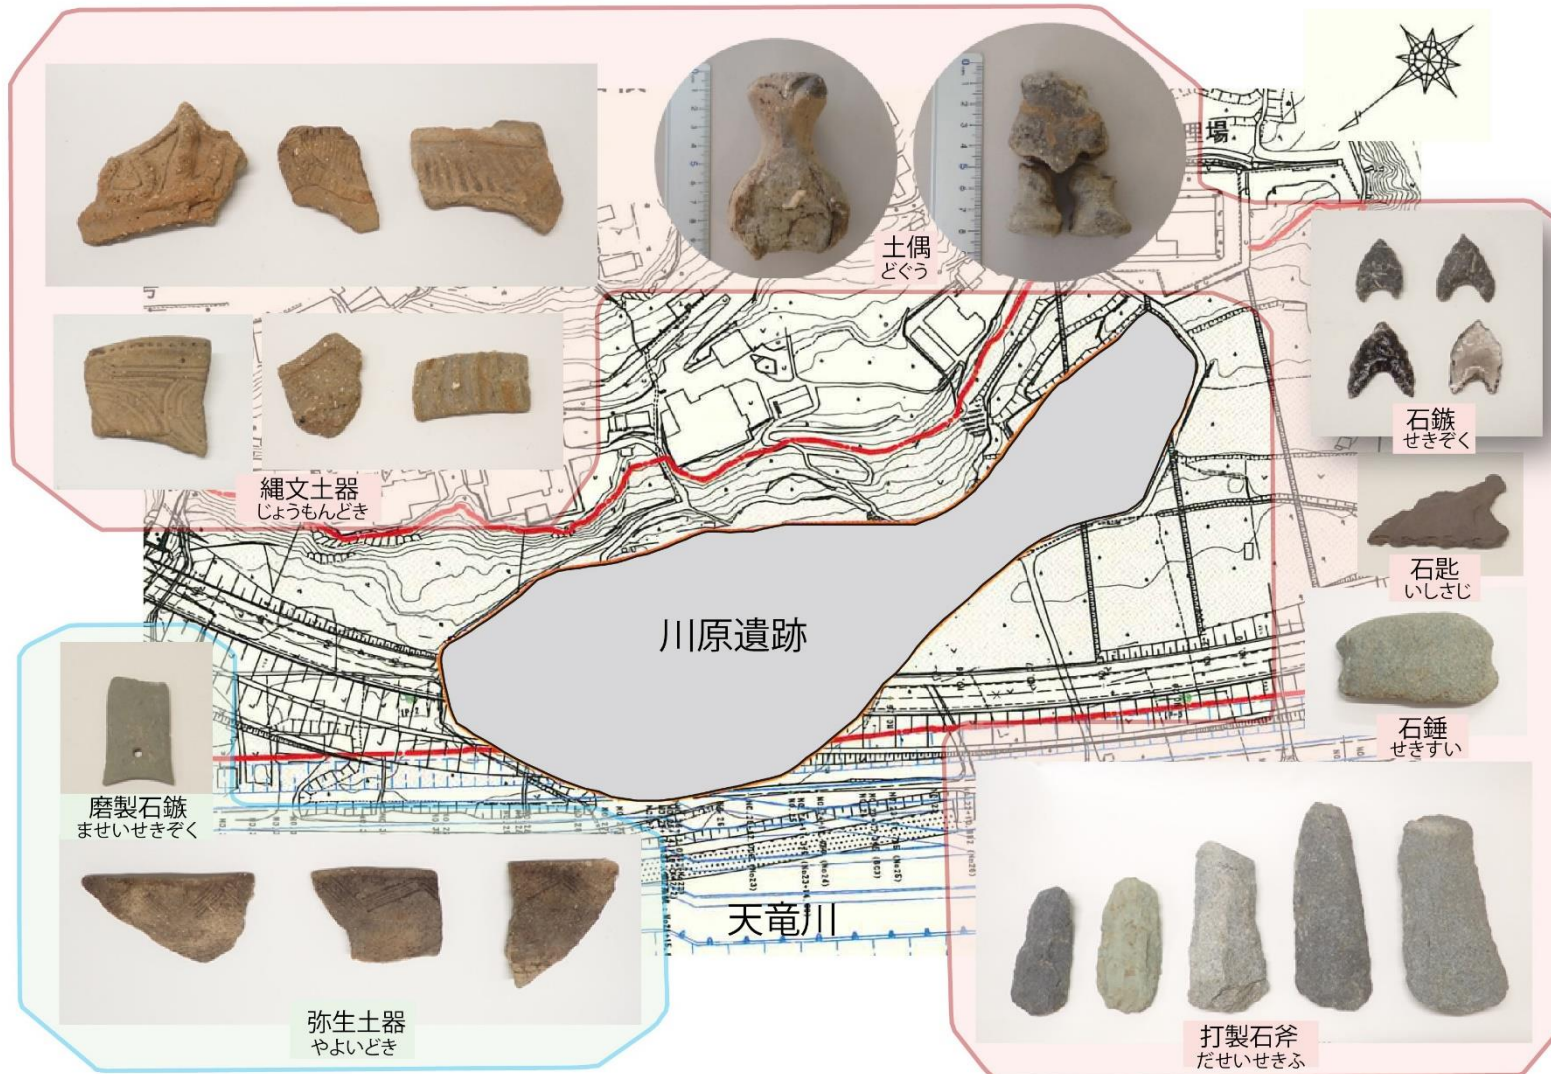 場
号
土偶
どぐう
石鏃
せきぞく
縄文土器
じょうもんどき
石匙
いしさじ
川原遺跡
石錘
せきすい
磨製石鏃
ませいせきぞく
天竜川
弥生土器
やよいどき
打製石斧
だせいせきふ